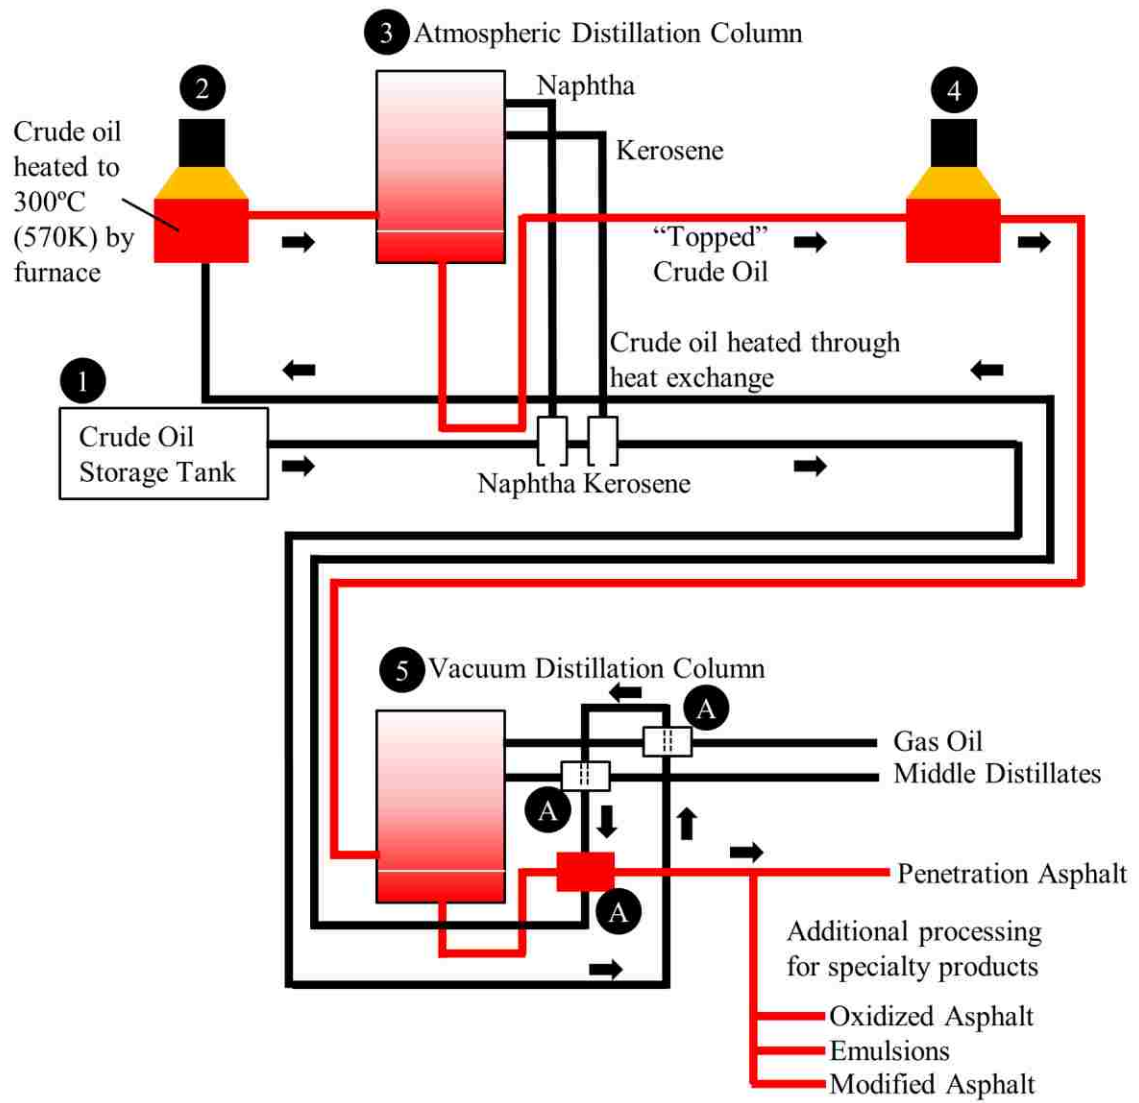 3 Atmospheric Distillation Column
2
4
Naphtha
Kerosene
Crude oil
heated to
300ºC
(570K) by
furnace
“Topped”
Crude Oil
Crude oil heated through
heat exchange
1
Crude Oil
Storage Tank
Naphtha Kerosene
5 Vacuum Distillation Column
A
Gas Oil
Middle Distillates
A
Penetration Asphalt
A
Additional processing
for specialty products
Oxidized Asphalt
Emulsions
Modified Asphalt